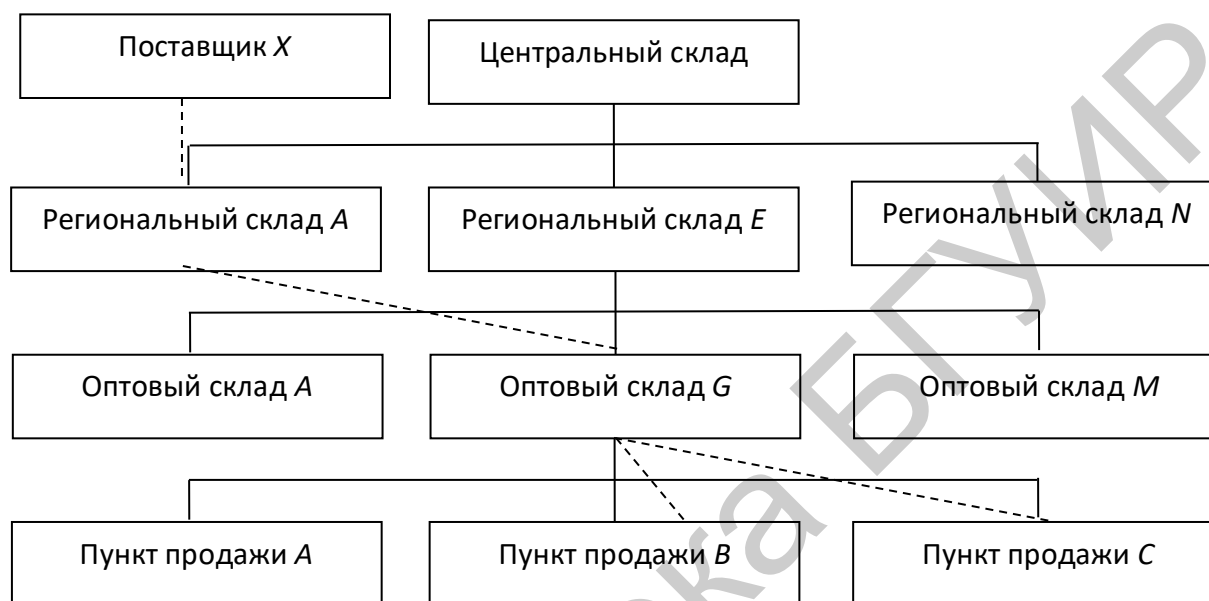 Поставщик X
Центральный склад
Региональный склад A
Региональный склад E
Региональный склад N
Оптовый склад A
Оптовый склад G
Оптовый склад M
Пункт продажи A
Пункт продажи B
Пункт продажи C
БГУИР